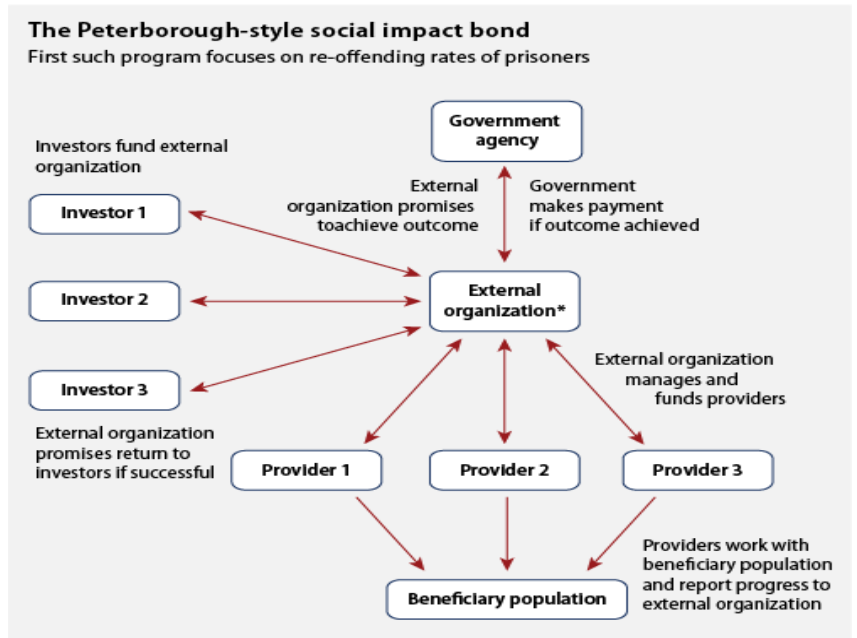 The Peterborough-style social impact bond
First such program focuses on re-offending rates of prisoners
Government
agency
Investors fund external
organization
External
organization promises
toachieve outcome
Government
makes payment
if outcome achieved
Investor 1
Investor 2
External
organization*
Investor 3
External organization
manages and
funds providers
External organization
promises return to
investors if successful
Provider 1
Provider 2
Provider 3
Providers work with
beneficiary population
and report progress to
external organization
Beneficiary population